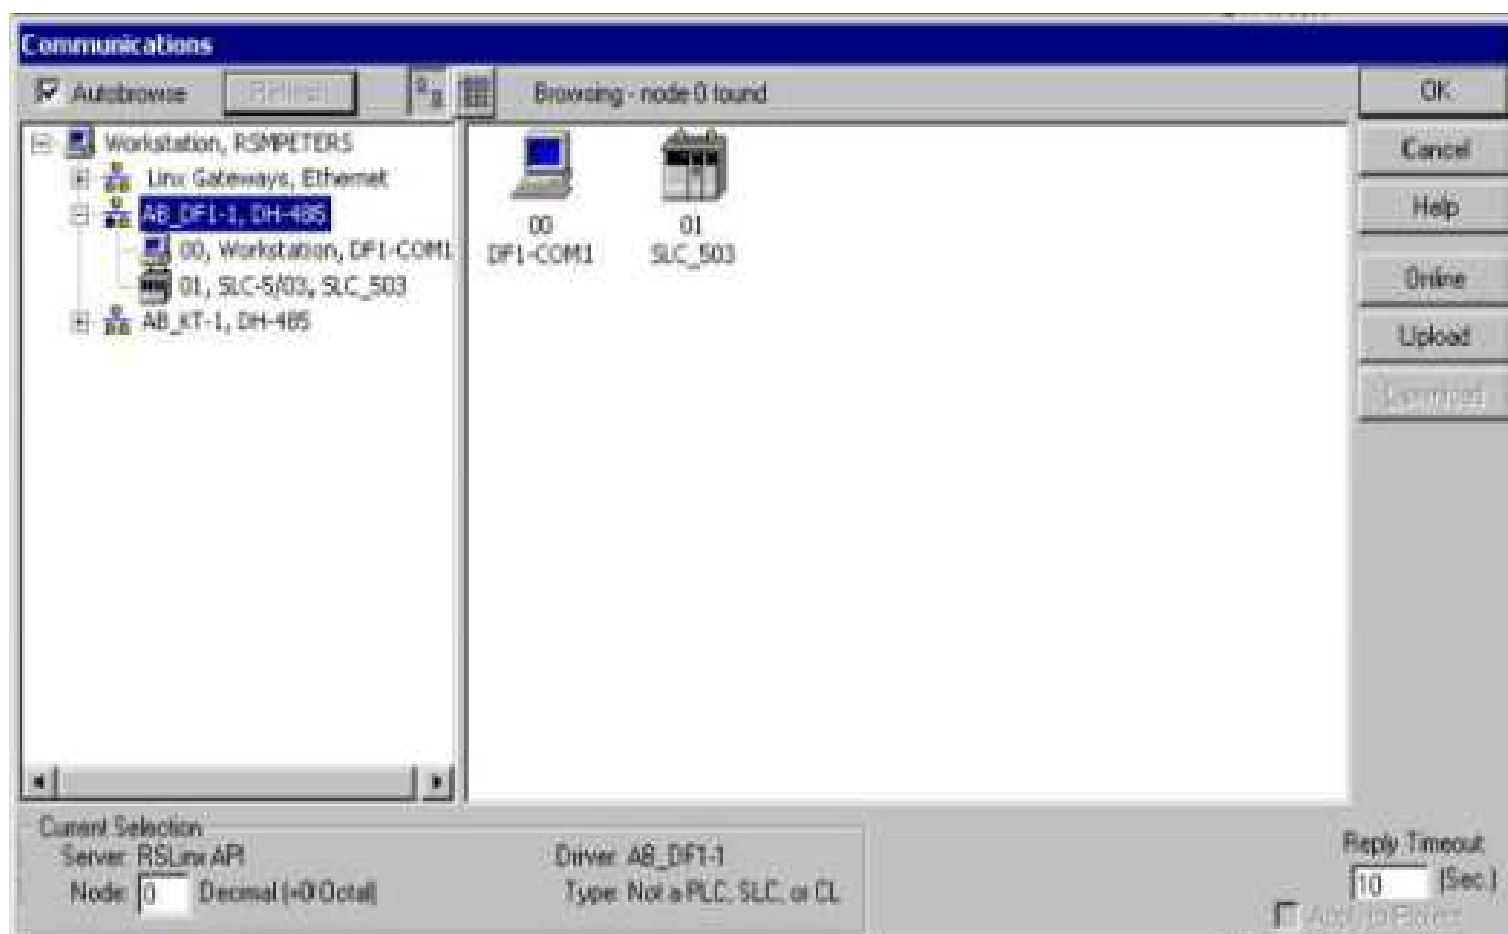 Communications
Autobrowse
Refresh
Browsing - node 0 found
OK
Cancel
Help
Online
Upload
Download
Workstation, RSMPETERS
Linx Gateways, Ethernet
AB_DF1-1, DH-485
00, Workstation, DF1-COM1
01, SLC-5/03, SLC_503
AB_KT-1, DH-485
00
DF1-COM1
01
SLC_503
Current Selection
Server: RSLinx API
Node: 0 Decimal (=0 Octal)
Driver: AB_DF1-1
Type: Not a PLC, SLC, or CL
Reply Timeout:
10 (Sec.)